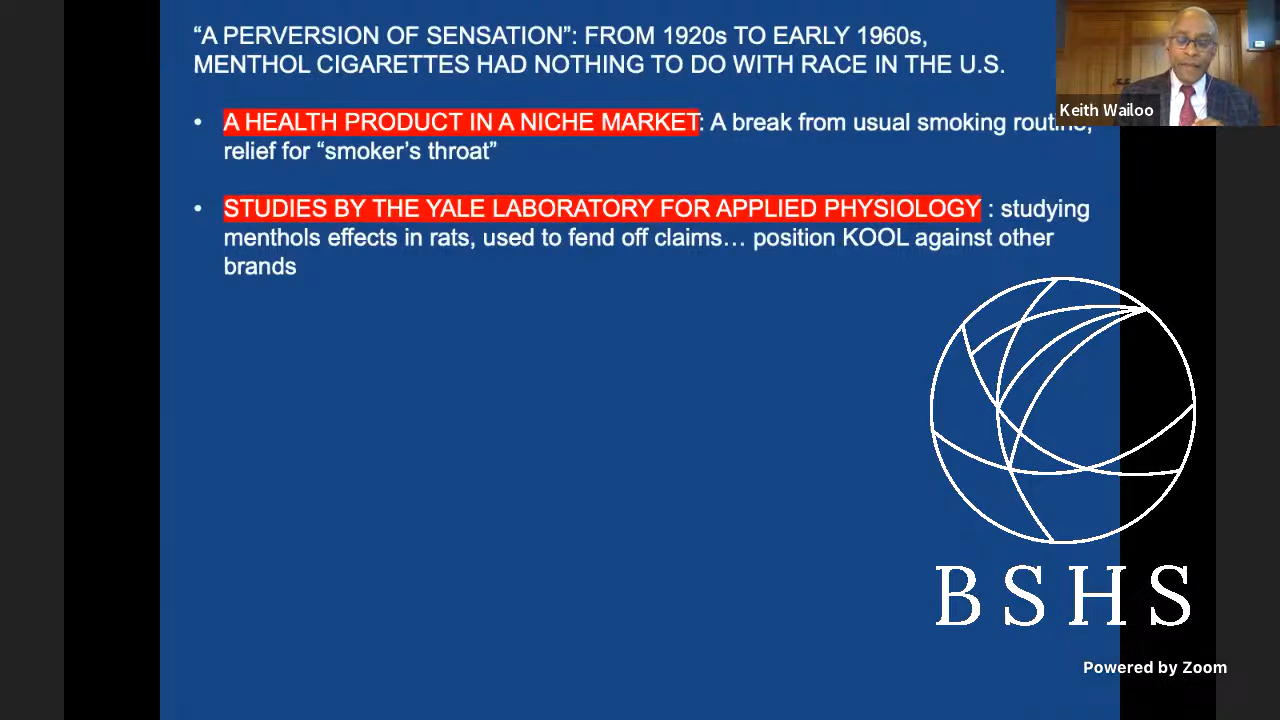 “A PERVERSION OF SENSATION”: FROM 1920s TO EARLY 1960s,
MENTHOL CIGARETTES HAD NOTHING TO DO WITH RACE IN THE U.S.
Keith Wailoo
• A HEALTH PRODUCT IN A NICHE MARKET: A break from usual smoking routine,
relief for “smoker’s throat”
• STUDIES BY THE YALE LABORATORY FOR APPLIED PHYSIOLOGY : studying
menthols effects in rats, used to fend off claims… position KOOL against other
brands
BSHS
Powered by Zoom